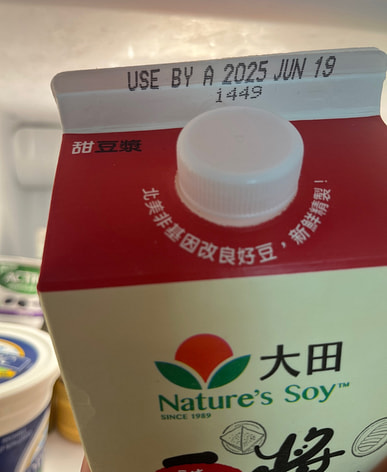 USE BY A 2025 JUN 19
1449
甜豆漿
北美非基因改良好豆，新鮮精製！
大田
Nature's Soy™
SINCE 1989